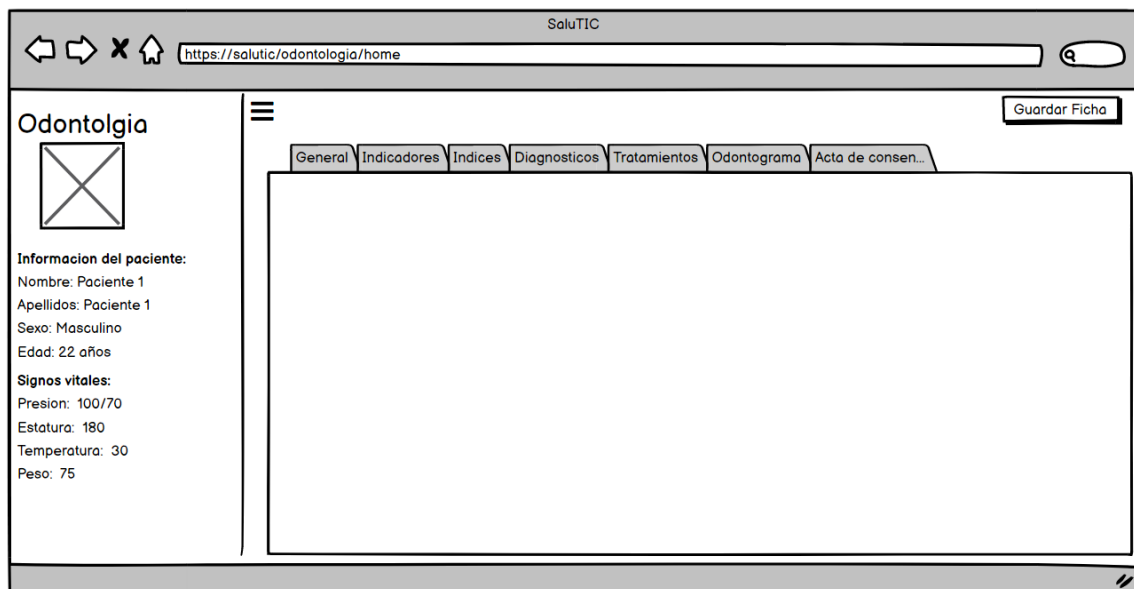 SaluTIC
https://salutic/odontologia/home
Odontolgia
Informacion del paciente:
Nombre: Paciente 1
Apellidos: Paciente 1
Sexo: Masculino
Edad: 22 años
Signos vitales:
Presion: 100/70
Estatura: 180
Temperatura: 30
Peso: 75
Guardar Ficha
General Indicadores Indices Diagnosticos Tratamientos Odontograma Acta de consen...